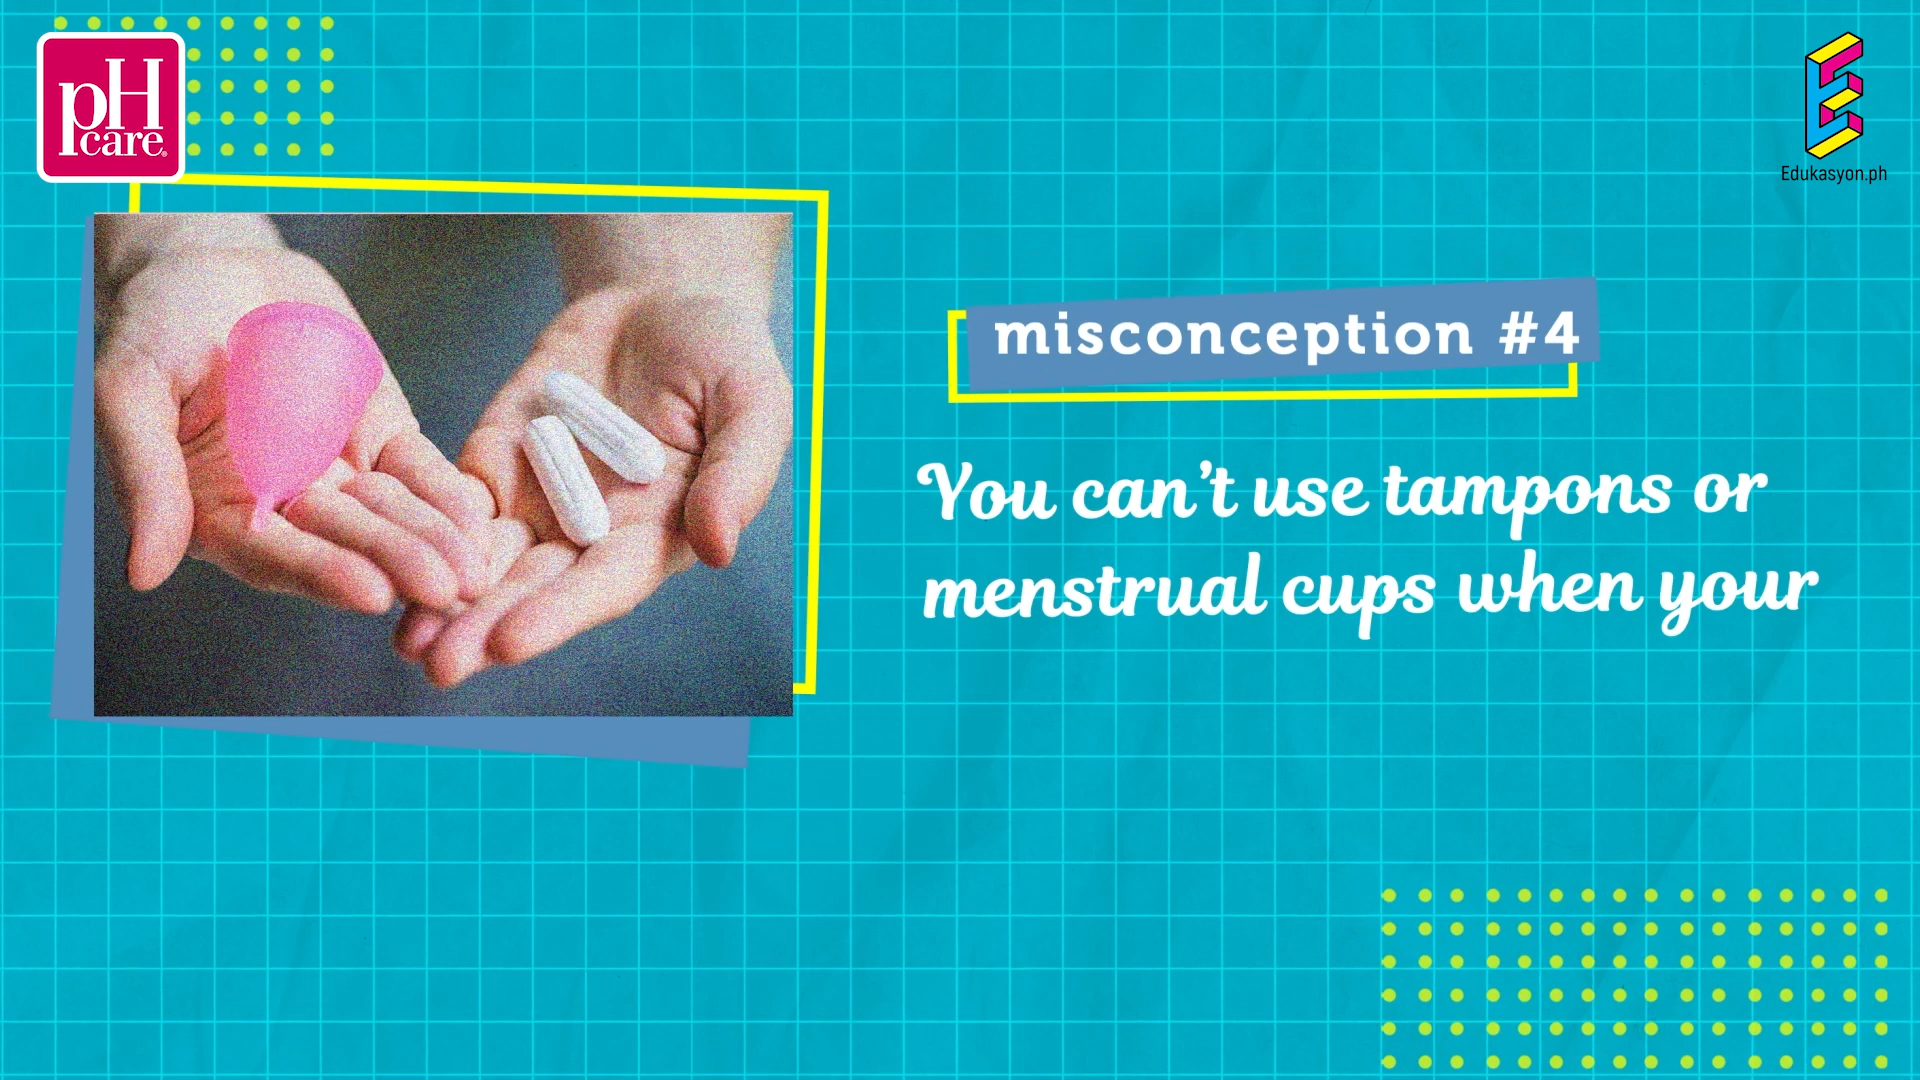 pH
care®
Edukasyon.ph
misconception #4
You can't use tampons or
menstrual cups when your